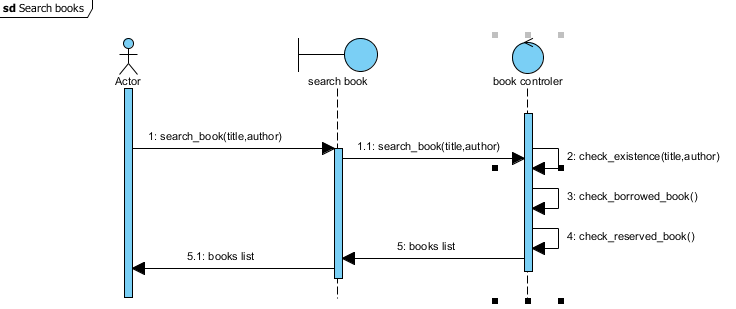 sd Search books
Actor
search book
book controler
1: search_book(title,author)
1.1: search_book(title,author)
2: check_existence(title,author)
3: check_borrowed_book()
4: check_reserved_book()
5: books list
5.1: books list